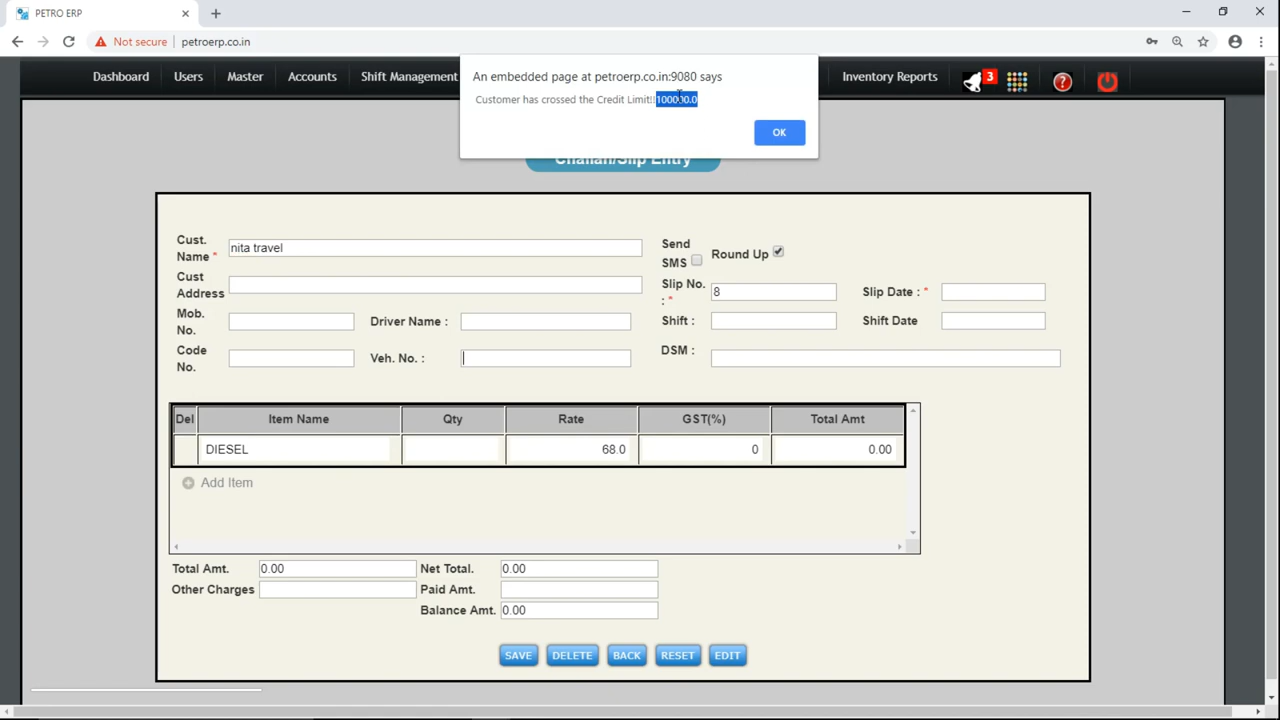 PETRO ERP
Not secure petroerp.co.in
Dashboard Users Master Accounts Shift Management Inventory Reports 3
An embedded page at petroerp.co.in:9080 says
Customer has crossed the Credit Limit!!100000.0
OK
Challan/Slip Entry
Cust. Name * nita travel
Send SMS Round Up
Cust Address
Slip No. : * 8 Slip Date : *
Mob. No. Driver Name : Shift : Shift Date
Code No. Veh. No. : DSM :
Del Item Name Qty Rate GST(%) Total Amt
DIESEL 68.0 0 0.00
Add Item
Total Amt. 0.00 Net Total. 0.00
Other Charges Paid Amt.
Balance Amt. 0.00
SAVE DELETE BACK RESET EDIT